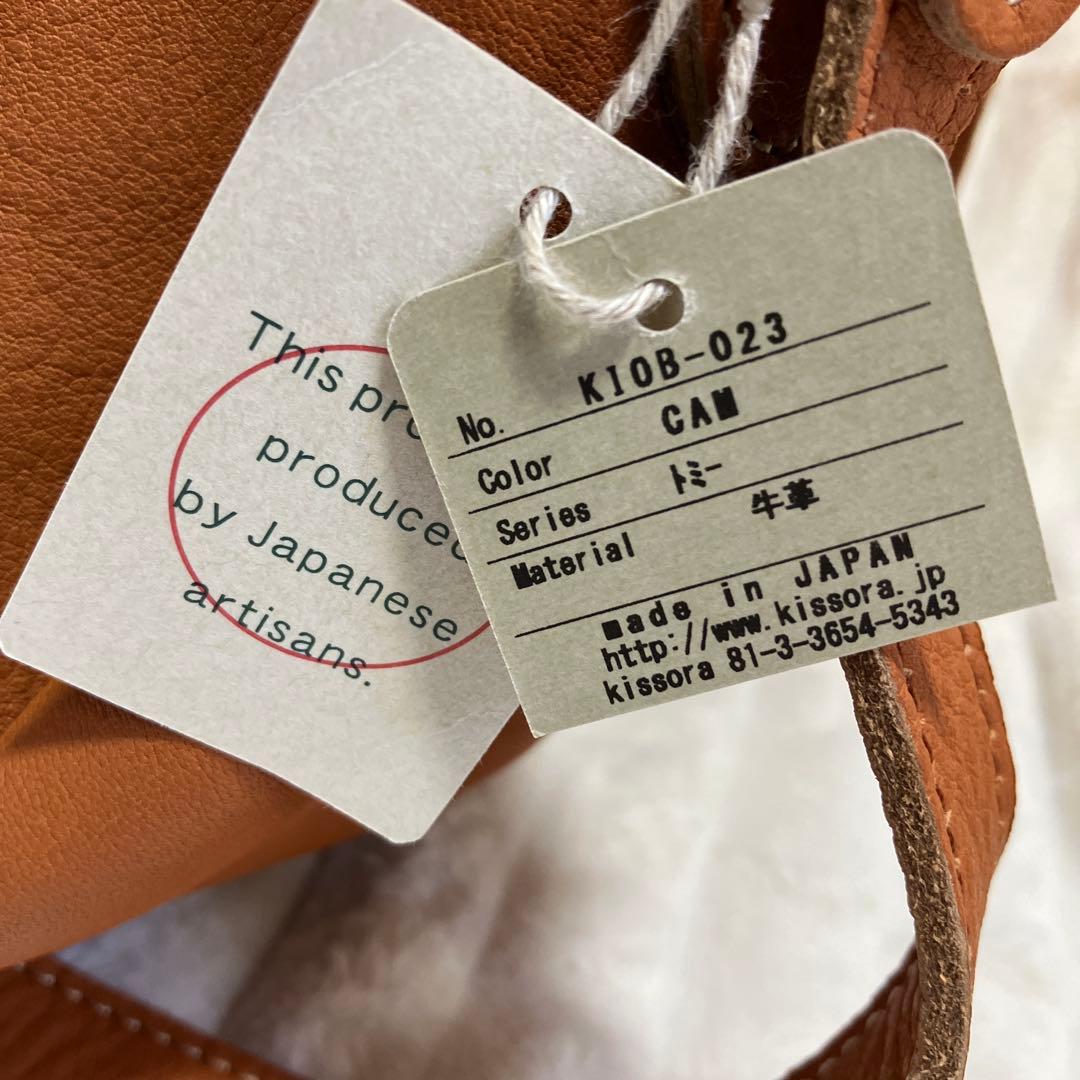 This pro
produced
by Japanese
artisans.
No. KIOB-023
Color CAM
Series トミー
Material 牛革
made in JAPAN
http://www.kissora.jp
kissora 81-3-3654-5343